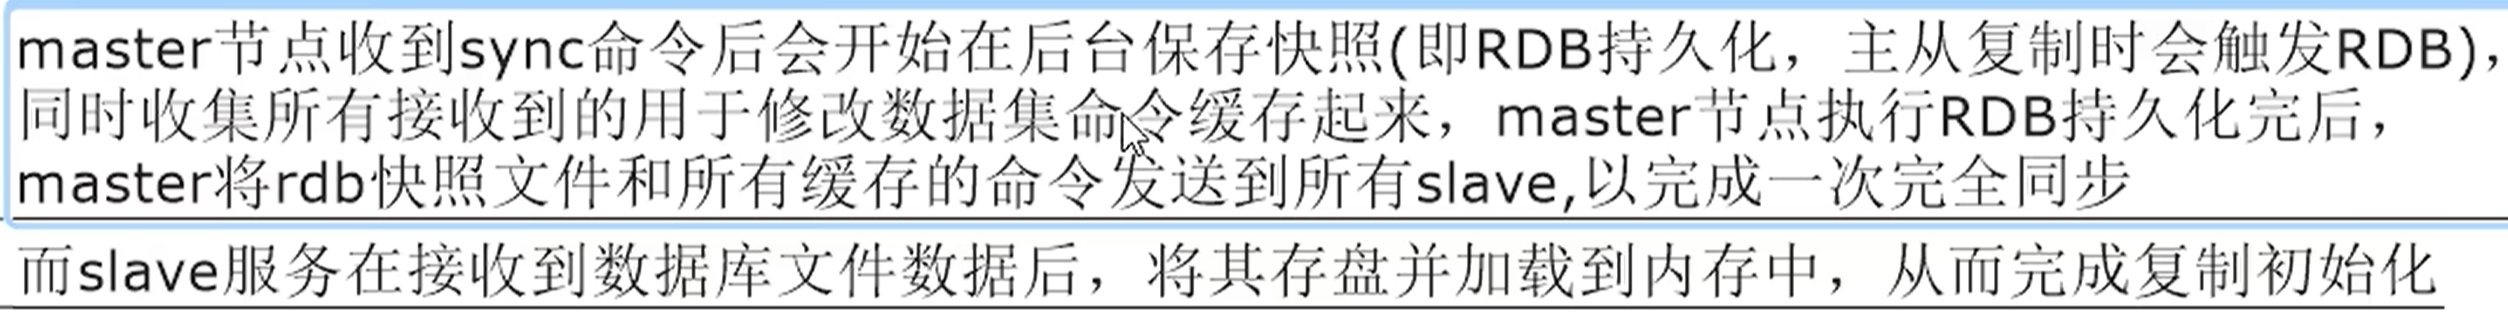 master节点收到sync命令后会开始在后台保存快照(即RDB持久化，主从复制时会触发RDB)，
同时收集所有接收到的用于修改数据集命令缓存起来，master节点执行RDB持久化完后，
master将rdb快照文件和所有缓存的命令发送到所有slave,以完成一次完全同步
而slave服务在接收到数据库文件数据后，将其存盘并加载到内存中，从而完成复制初始化